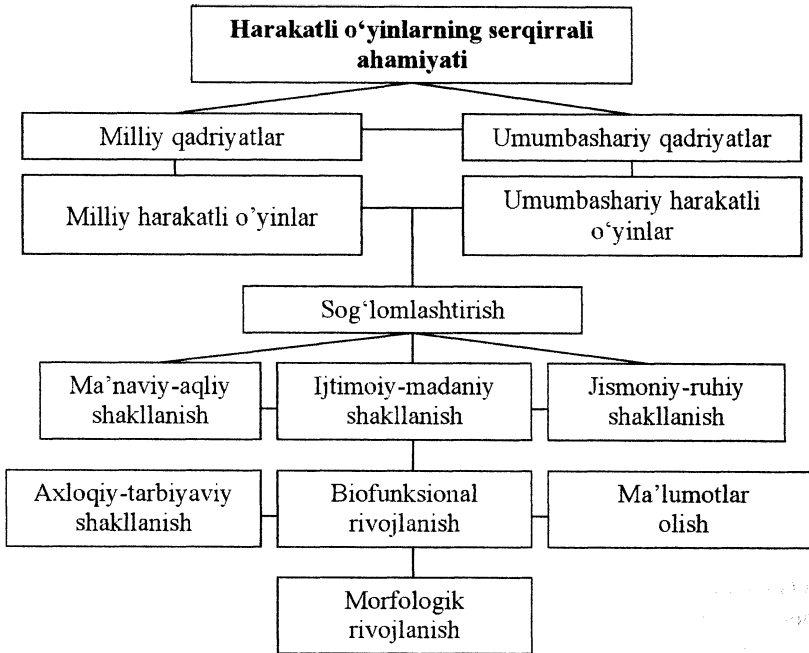 Harakatli o‘yinlarning serqirrali
ahamiyati
Milliy qadriyatlar
Umumbashariy qadriyatlar
Milliy harakatli o’yinlar
Umumbashariy harakatli
o‘yinlar
Sog‘lomlashtirish
Ma’naviy-aqliy
shakllanish
Ijtimoiy-madaniy
shakllanish
Jismoniy-ruhiy
shakllanish
Axloqiy-tarbiyaviy
shakllanish
Biofunksional
rivojlanish
Ma’lumotlar
olish
Morfologik
rivojlanish